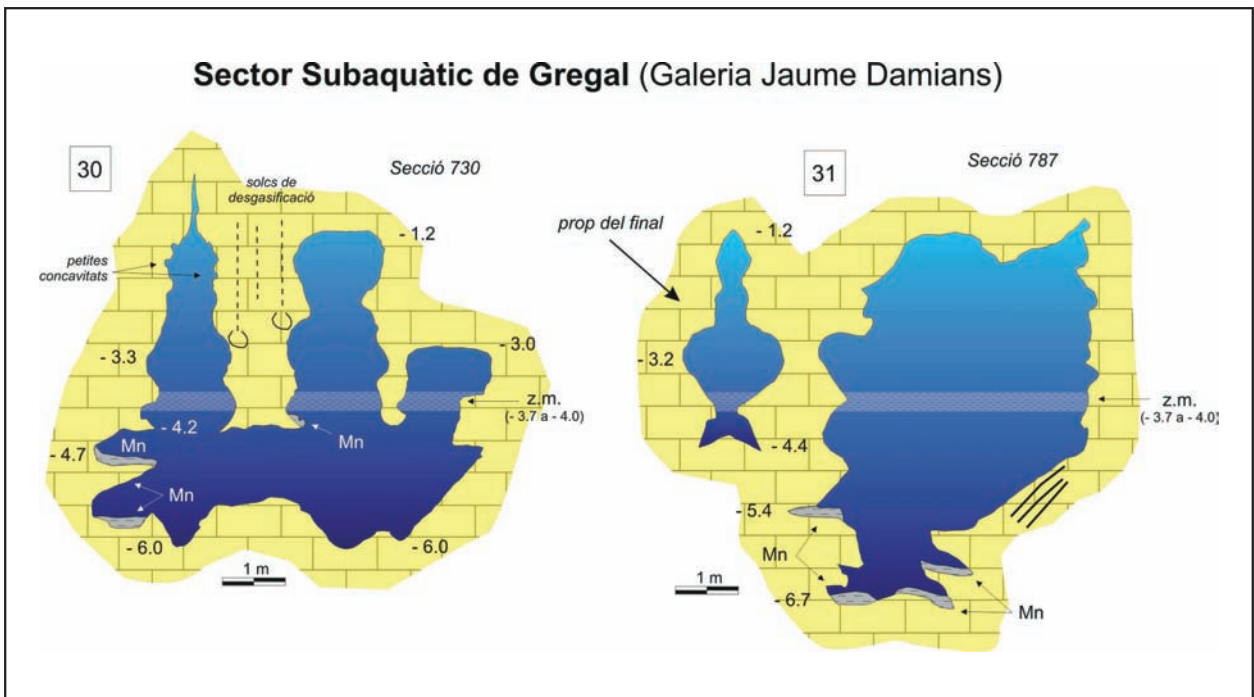 Sector Subaquàtic de Gregal (Galeria Jaume Damians)
30
Secció 730
solcs de
desgasificació
petites
concavitats
- 1.2
- 3.3
- 3.0
z.m.
(- 3.7 a - 4.0)
- 4.2
Mn
- 4.7
Mn
Mn
- 6.0
- 6.0
1 m
31
Secció 787
prop del final
- 1.2
- 3.2
z.m.
(- 3.7 a - 4.0)
- 4.4
- 5.4
Mn
1 m
- 6.7
Mn